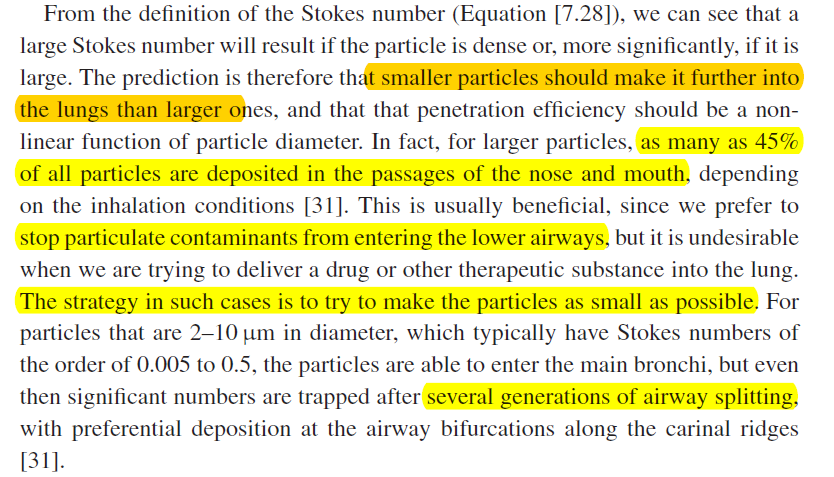 From the definition of the Stokes number (Equation [7.28]), we can see that a
large Stokes number will result if the particle is dense or, more significantly, if it is
large. The prediction is therefore that smaller particles should make it further into
the lungs than larger ones, and that that penetration efficiency should be a non-
linear function of particle diameter. In fact, for larger particles, as many as 45%
of all particles are deposited in the passages of the nose and mouth, depending
on the inhalation conditions [31]. This is usually beneficial, since we prefer to
stop particulate contaminants from entering the lower airways, but it is undesirable
when we are trying to deliver a drug or other therapeutic substance into the lung.
The strategy in such cases is to try to make the particles as small as possible. For
particles that are 2–10 μm in diameter, which typically have Stokes numbers of
the order of 0.005 to 0.5, the particles are able to enter the main bronchi, but even
then significant numbers are trapped after several generations of airway splitting,
with preferential deposition at the airway bifurcations along the carinal ridges
[31].